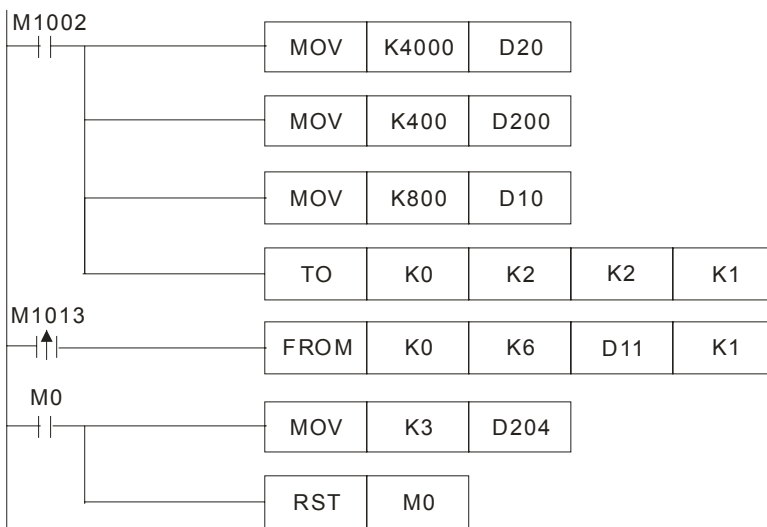 M1002
MOV K4000 D20
MOV K400 D200
MOV K800 D10
TO K0 K2 K2 K1
M1013
FROM K0 K6 D11 K1
M0
MOV K3 D204
RST M0